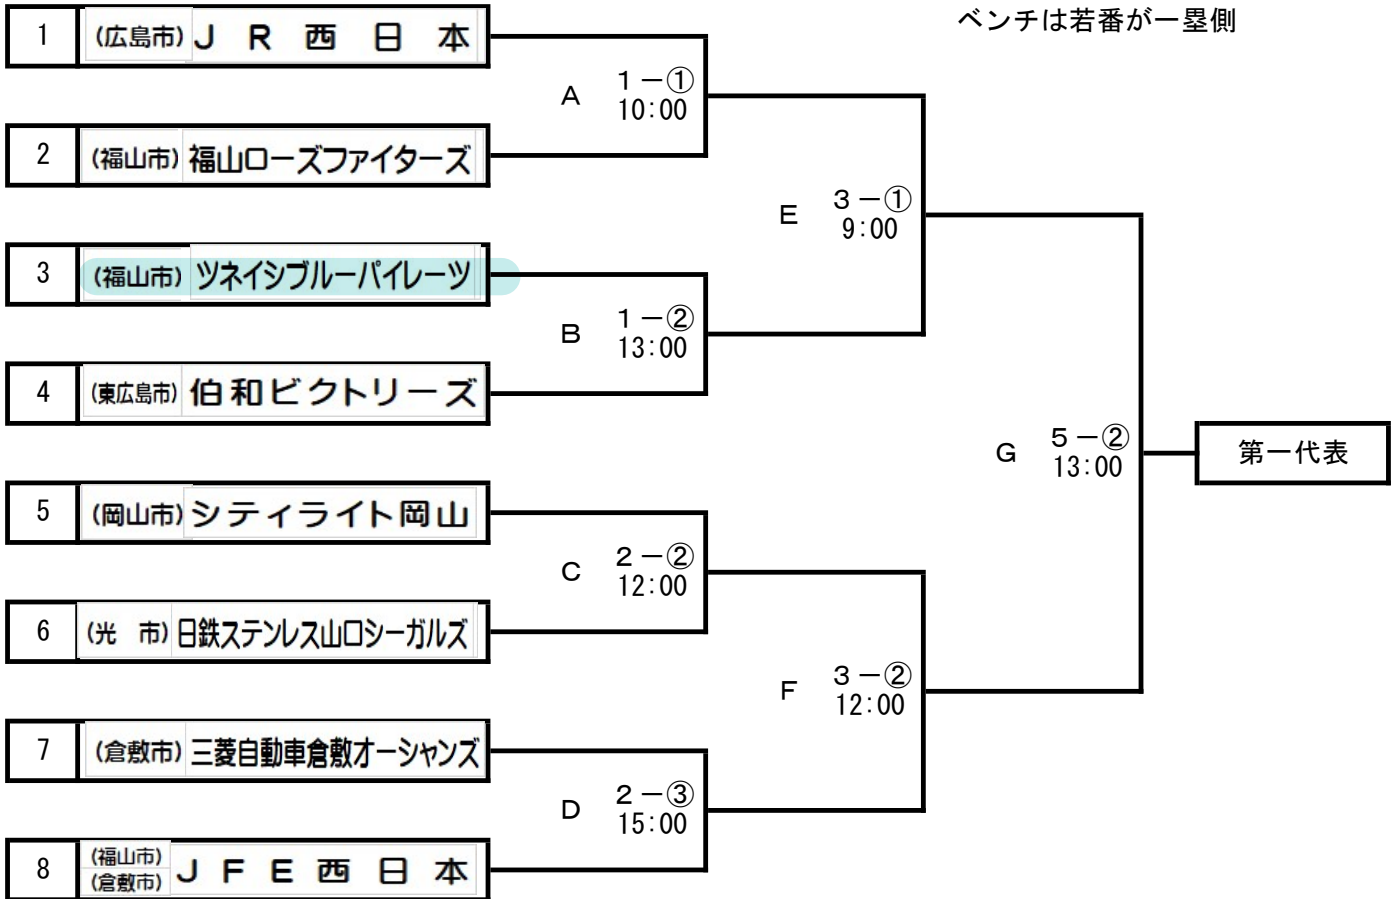 ベンチは若番が一塁側
1 (広島市) JR西日本
A 1-①
10:00
2 (福山市) 福山ローズファイターズ
E 3-①
9:00
3 (福山市) ツネイシブルーパイレーツ
B 1-②
13:00
4 (東広島市) 伯和ビクトリーズ
G 5-②
13:00
第一代表
5 (岡山市) シティライト岡山
C 2-②
12:00
6 (光 市) 日鉄ステンレス山口シーガルズ
F 3-②
12:00
7 (倉敷市) 三菱自動車倉敷オーシャンズ
D 2-③
15:00
8 (福山市)
(倉敷市) JFE西日本